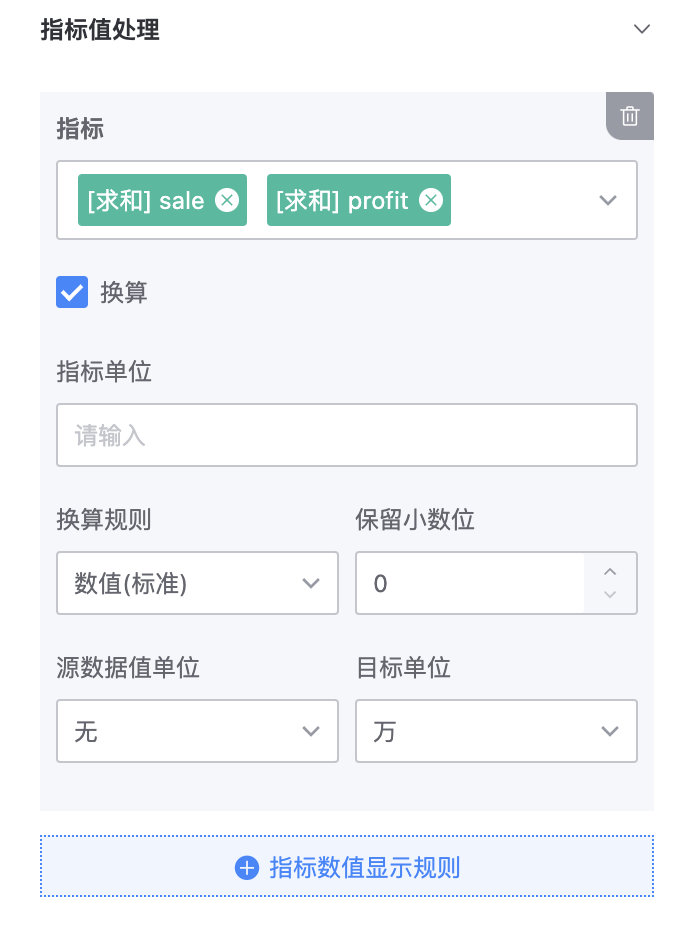 指标值处理
指标
[求和] sale [求和] profit
换算
指标单位
请输入
换算规则 保留小数位
数值(标准) 0
源数据值单位 目标单位
无 万
指标数值显示规则